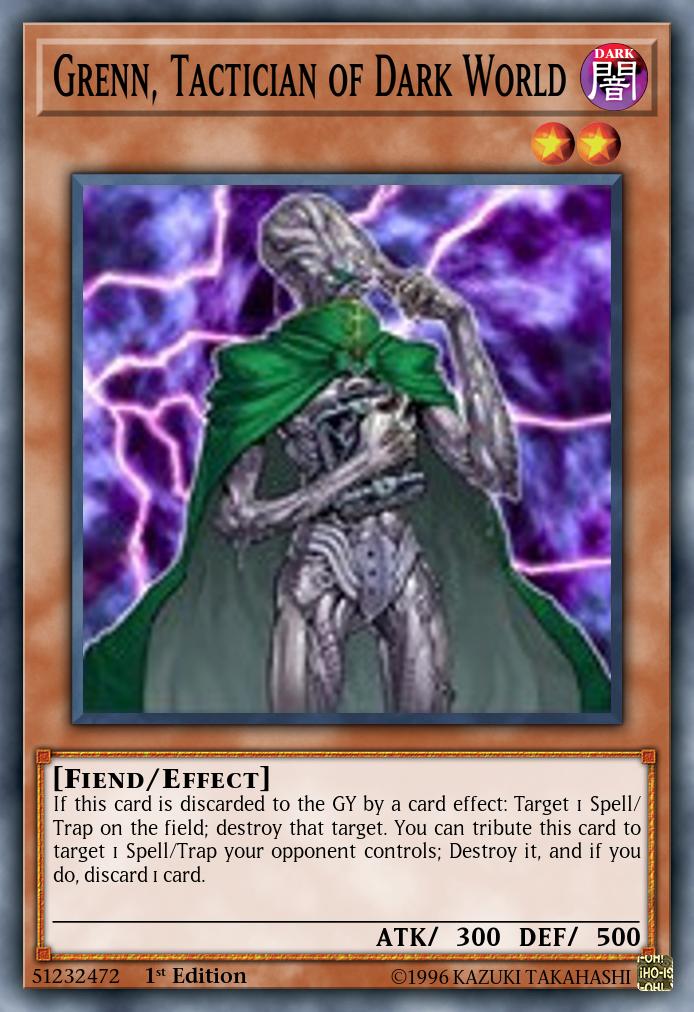 Grenn, Tactician of Dark World
DARK
闇
[Fiend/Effect]
If this card is discarded to the GY by a card effect: Target 1 Spell/
Trap on the field; destroy that target. You can tribute this card to
target 1 Spell/Trap your opponent controls; Destroy it, and if you
do, discard 1 card.
ATK/ 300 DEF/ 500
51232472 1st Edition ©1996 KAZUKI TAKAHASHI